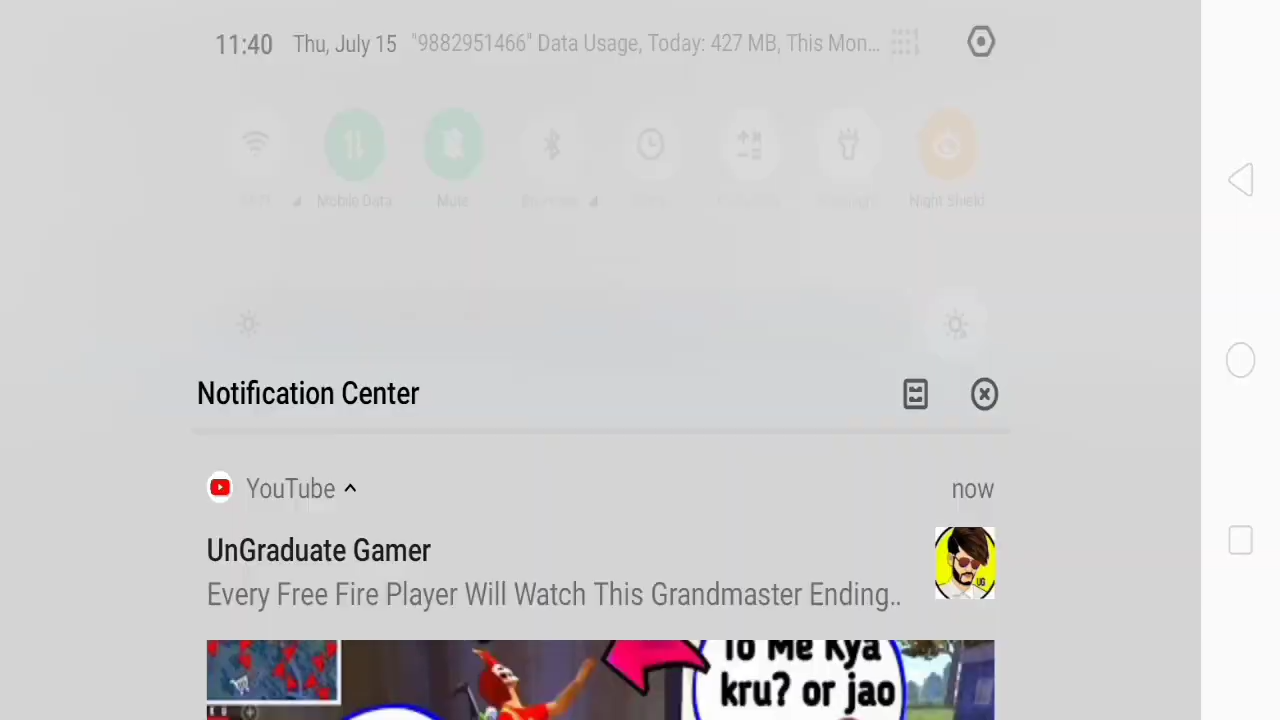 11:40 Thu, July 15 "9882951466" Data Usage, Today: 427 MB, This Mon...
Mobile Data Mute Night Shield
Notification Center
YouTube now
UnGraduate Gamer
Every Free Fire Player Will Watch This Grandmaster Ending..
UG
To Me Kya
kru? or jao